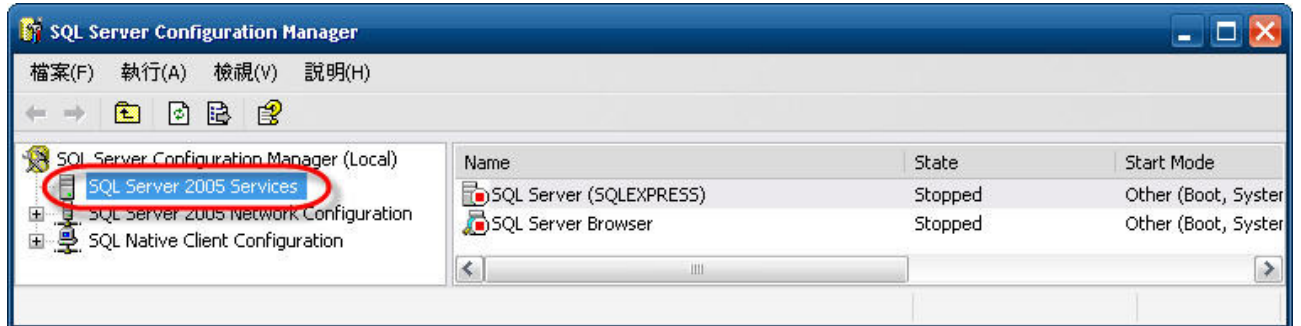 SQL Server Configuration Manager
檔案(F) 執行(A) 檢視(V) 說明(H)
SQL Server Configuration Manager (Local)
SQL Server 2005 Services
SQL Server 2005 Network Configuration
SQL Native Client Configuration
Name State Start Mode
SQL Server (SQLEXPRESS) Stopped Other (Boot, System
SQL Server Browser Stopped Other (Boot, System